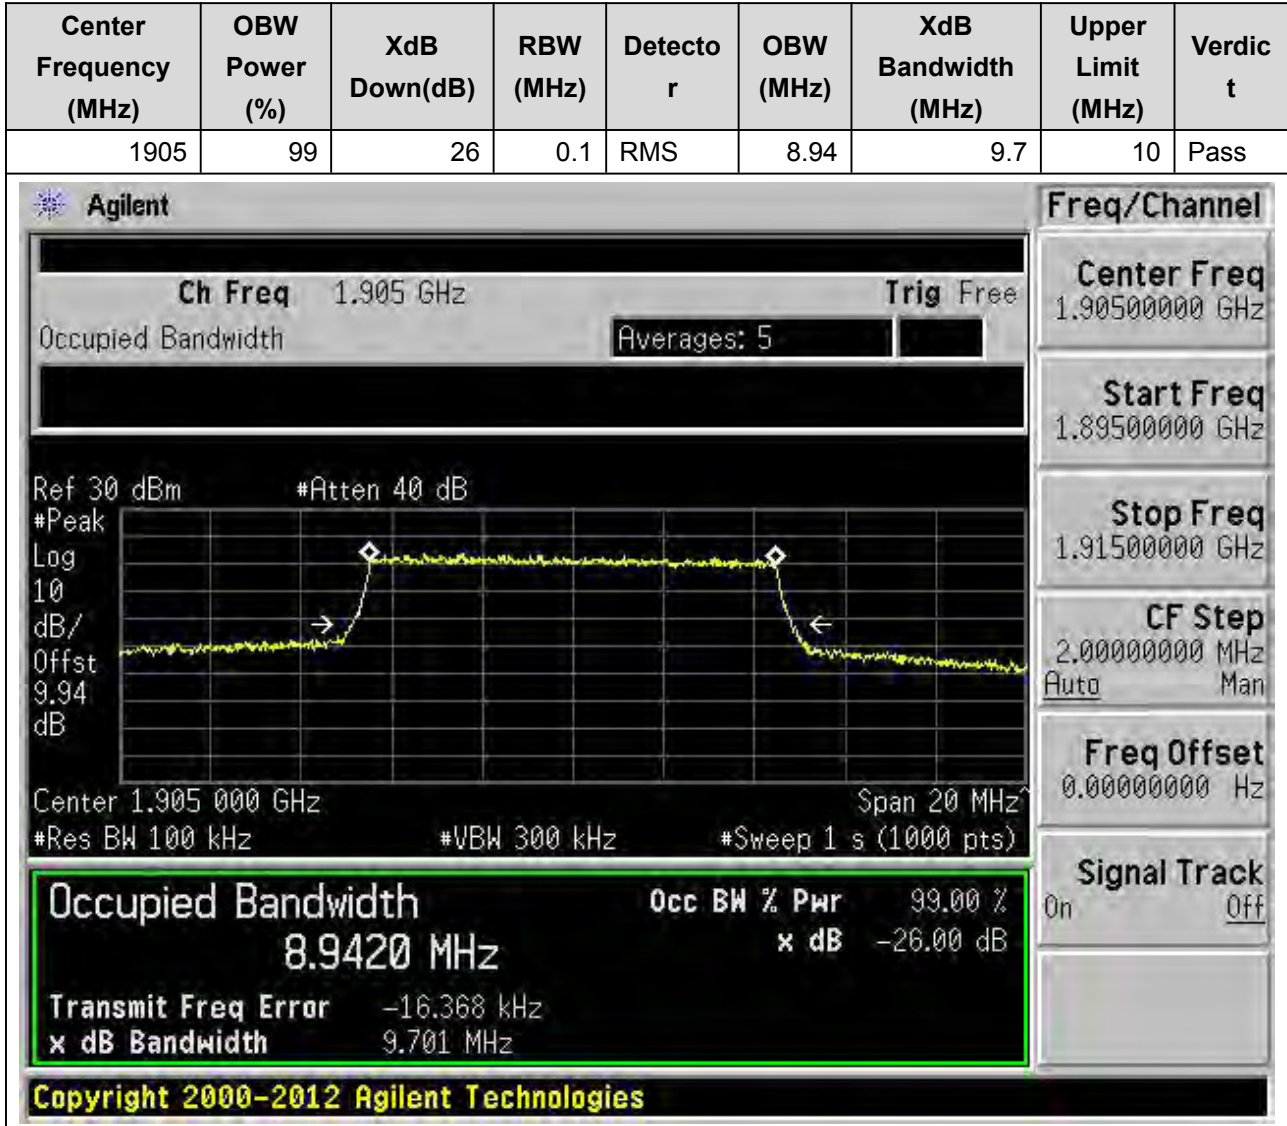 Center Frequency (MHz) OBW Power (%) XdB Down(dB) RBW (MHz) Detector OBW (MHz) XdB Bandwidth (MHz) Upper Limit (MHz) Verdict
1905 99 26 0.1 RMS 8.94 9.7 10 Pass
Agilent
Freq/Channel
Ch Freq 1.905 GHz Trig Free
Occupied Bandwidth Averages: 5
Center Freq
1.90500000 GHz
Start Freq
1.89500000 GHz
Stop Freq
1.91500000 GHz
CF Step
2.00000000 MHz
Auto Man
Freq Offset
0.00000000 Hz
Signal Track
On Off
Ref 30 dBm #Atten 40 dB
#Peak
Log
10
dB/
Offst
9.94
dB
Center 1.905 000 GHz Span 20 MHz^
#Res BW 100 kHz #VBW 300 kHz #Sweep 1 s (1000 pts)
Occupied Bandwidth Occ BW % Pwr 99.00 %
8.9420 MHz x dB -26.00 dB
Transmit Freq Error -16.368 kHz
x dB Bandwidth 9.701 MHz
Copyright 2000-2012 Agilent Technologies